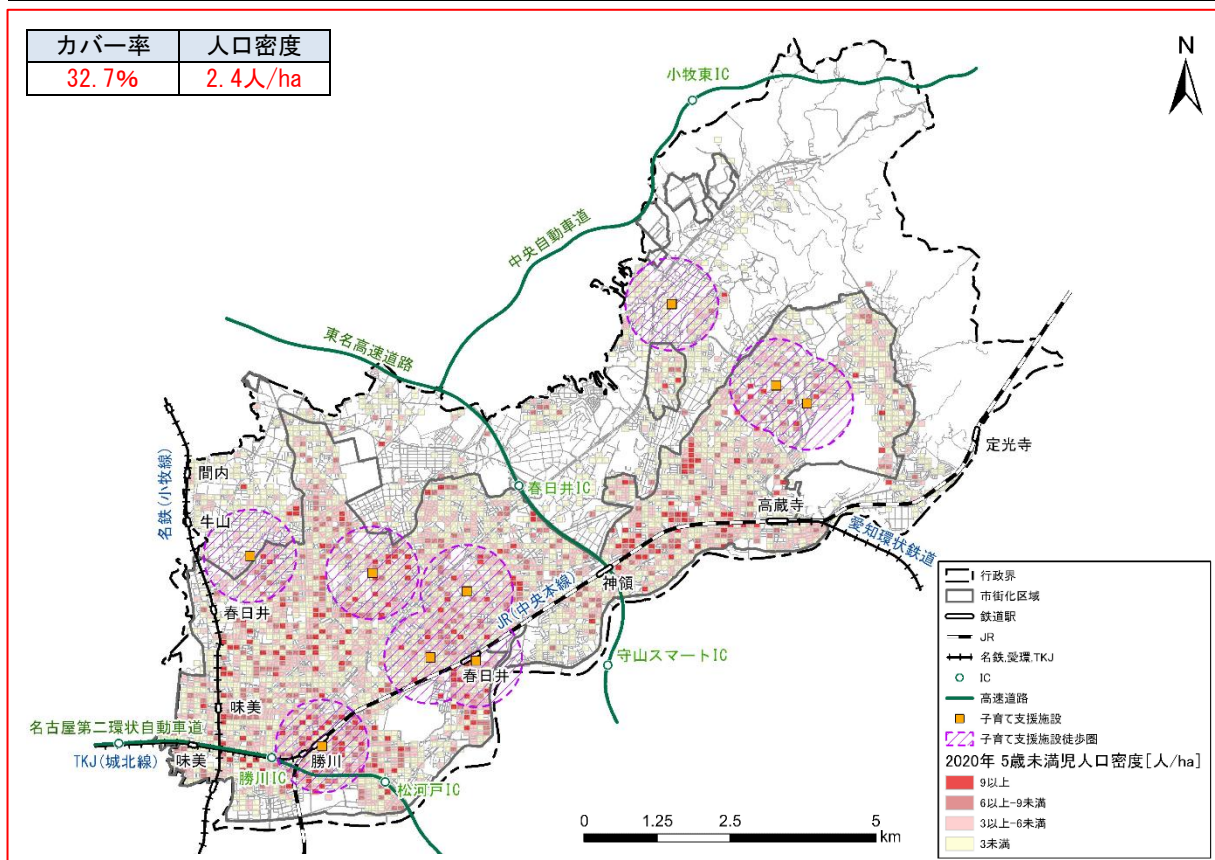 カバー率 人口密度
32.7% 2.4人/ha
N
小牧東IC
中央自動車道
東名高速道路
定光寺
名鉄(小牧線)
間内
春日井IC
高蔵寺
牛山
愛知環状鉄道
神領
JR(中央本線)
春日井
守山スマートIC
春日井
味美
名古屋第二環状自動車道
TKJ(城北線)
味美
勝川IC
勝川
松河戸IC
0 1.25 2.5 5
km
行政界
市街化区域
鉄道駅
JR
名鉄,愛環,TKJ
IC
高速道路
子育て支援施設
子育て支援施設徒歩圏
2020年 5歳未満児人口密度[人/ha]
9以上
6以上-9未満
3以上-6未満
3未満